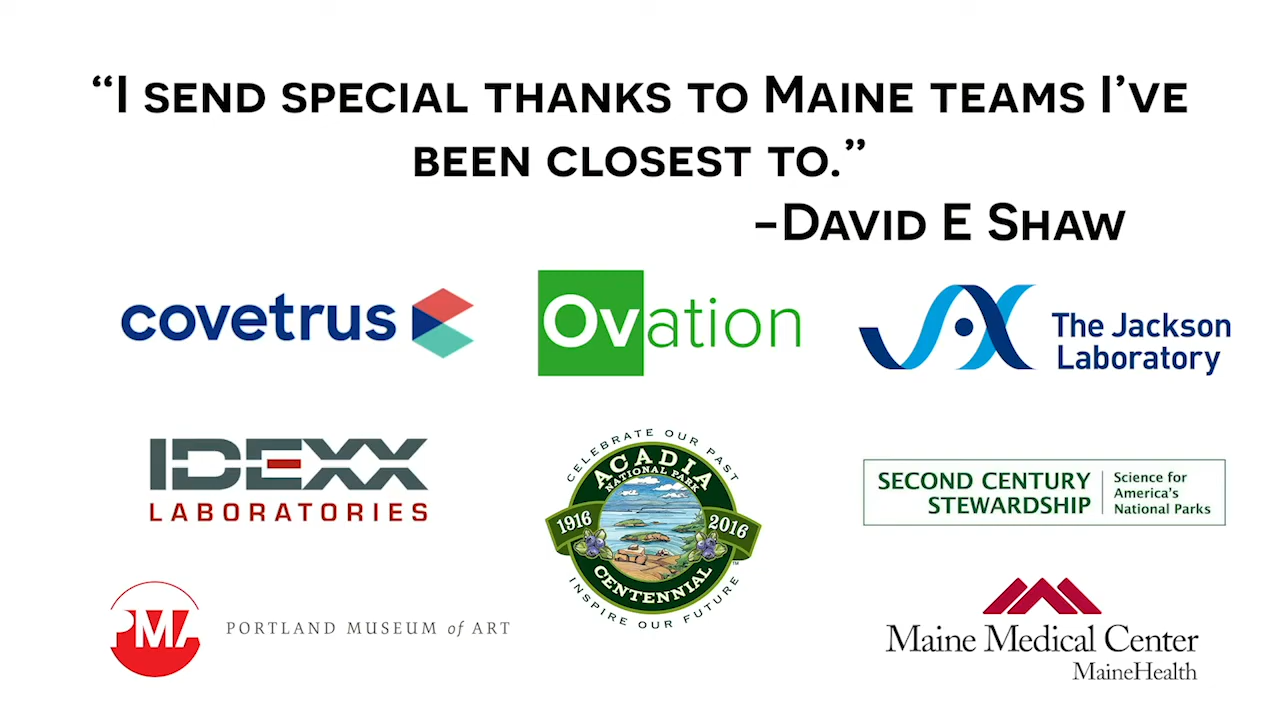 “I send special thanks to Maine teams I’ve
been closest to.”
–David E Shaw
covetrus
Ovation
The Jackson
Laboratory
IDEXX
LABORATORIES
CELEBRATE OUR PAST
ACADIA
NATIONAL PARK
1916
2016
CENTENNIAL
INSPIRE OUR FUTURE
SECOND CENTURY
STEWARDSHIP
Science for
America’s
National Parks
PMA
PORTLAND MUSEUM of ART
Maine Medical Center
MaineHealth